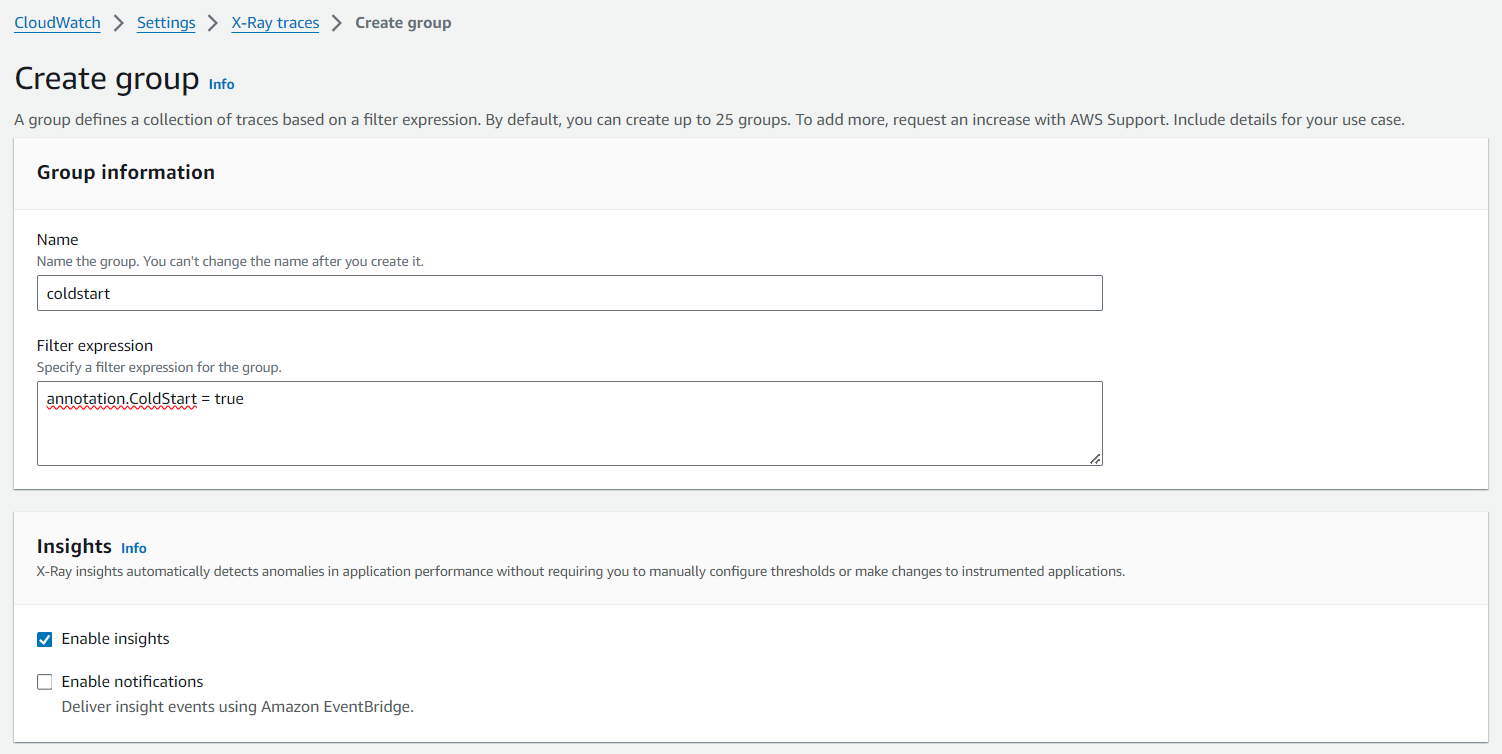 CloudWatch > Settings > X-Ray traces > Create group
Create group Info
A group defines a collection of traces based on a filter expression. By default, you can create up to 25 groups. To add more, request an increase with AWS Support. Include details for your use case.
Group information
Name
Name the group. You can't change the name after you create it.
coldstart
Filter expression
Specify a filter expression for the group.
annotation.ColdStart = true
Insights Info
X-Ray insights automatically detects anomalies in application performance without requiring you to manually configure thresholds or make changes to instrumented applications.
Enable insights
Enable notifications
Deliver insight events using Amazon EventBridge.